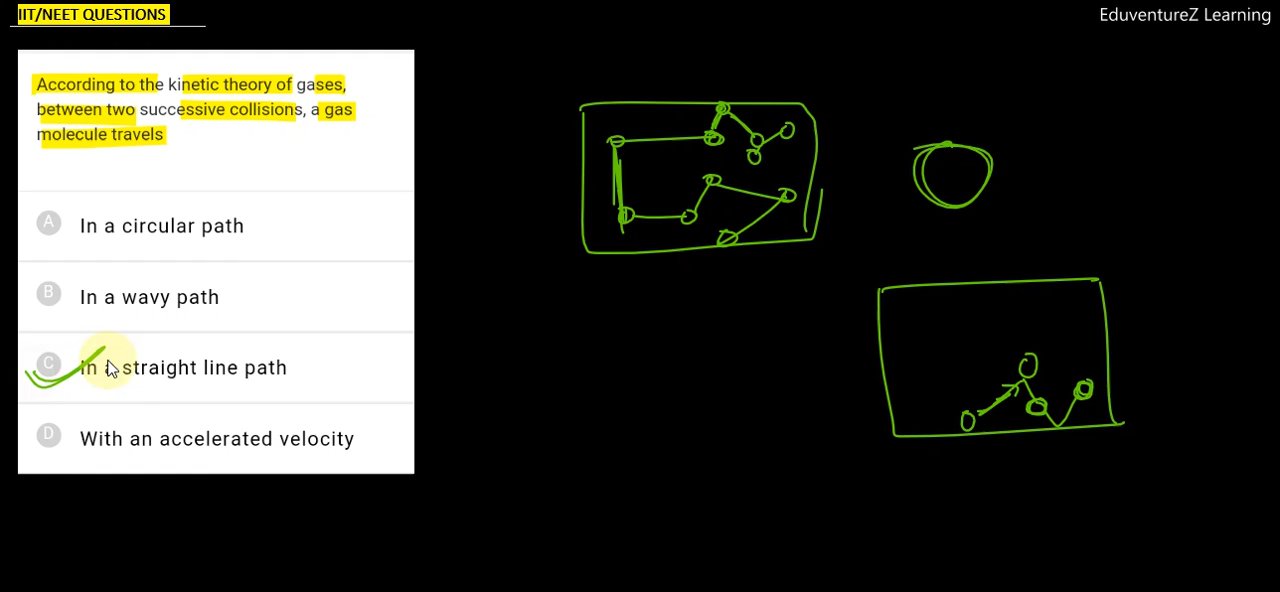 IIT/NEET QUESTIONS
EduventureZ Learning
According to the kinetic theory of gases,
between two successive collisions, a gas
molecule travels
A In a circular path
B In a wavy path
C In a straight line path
D With an accelerated velocity